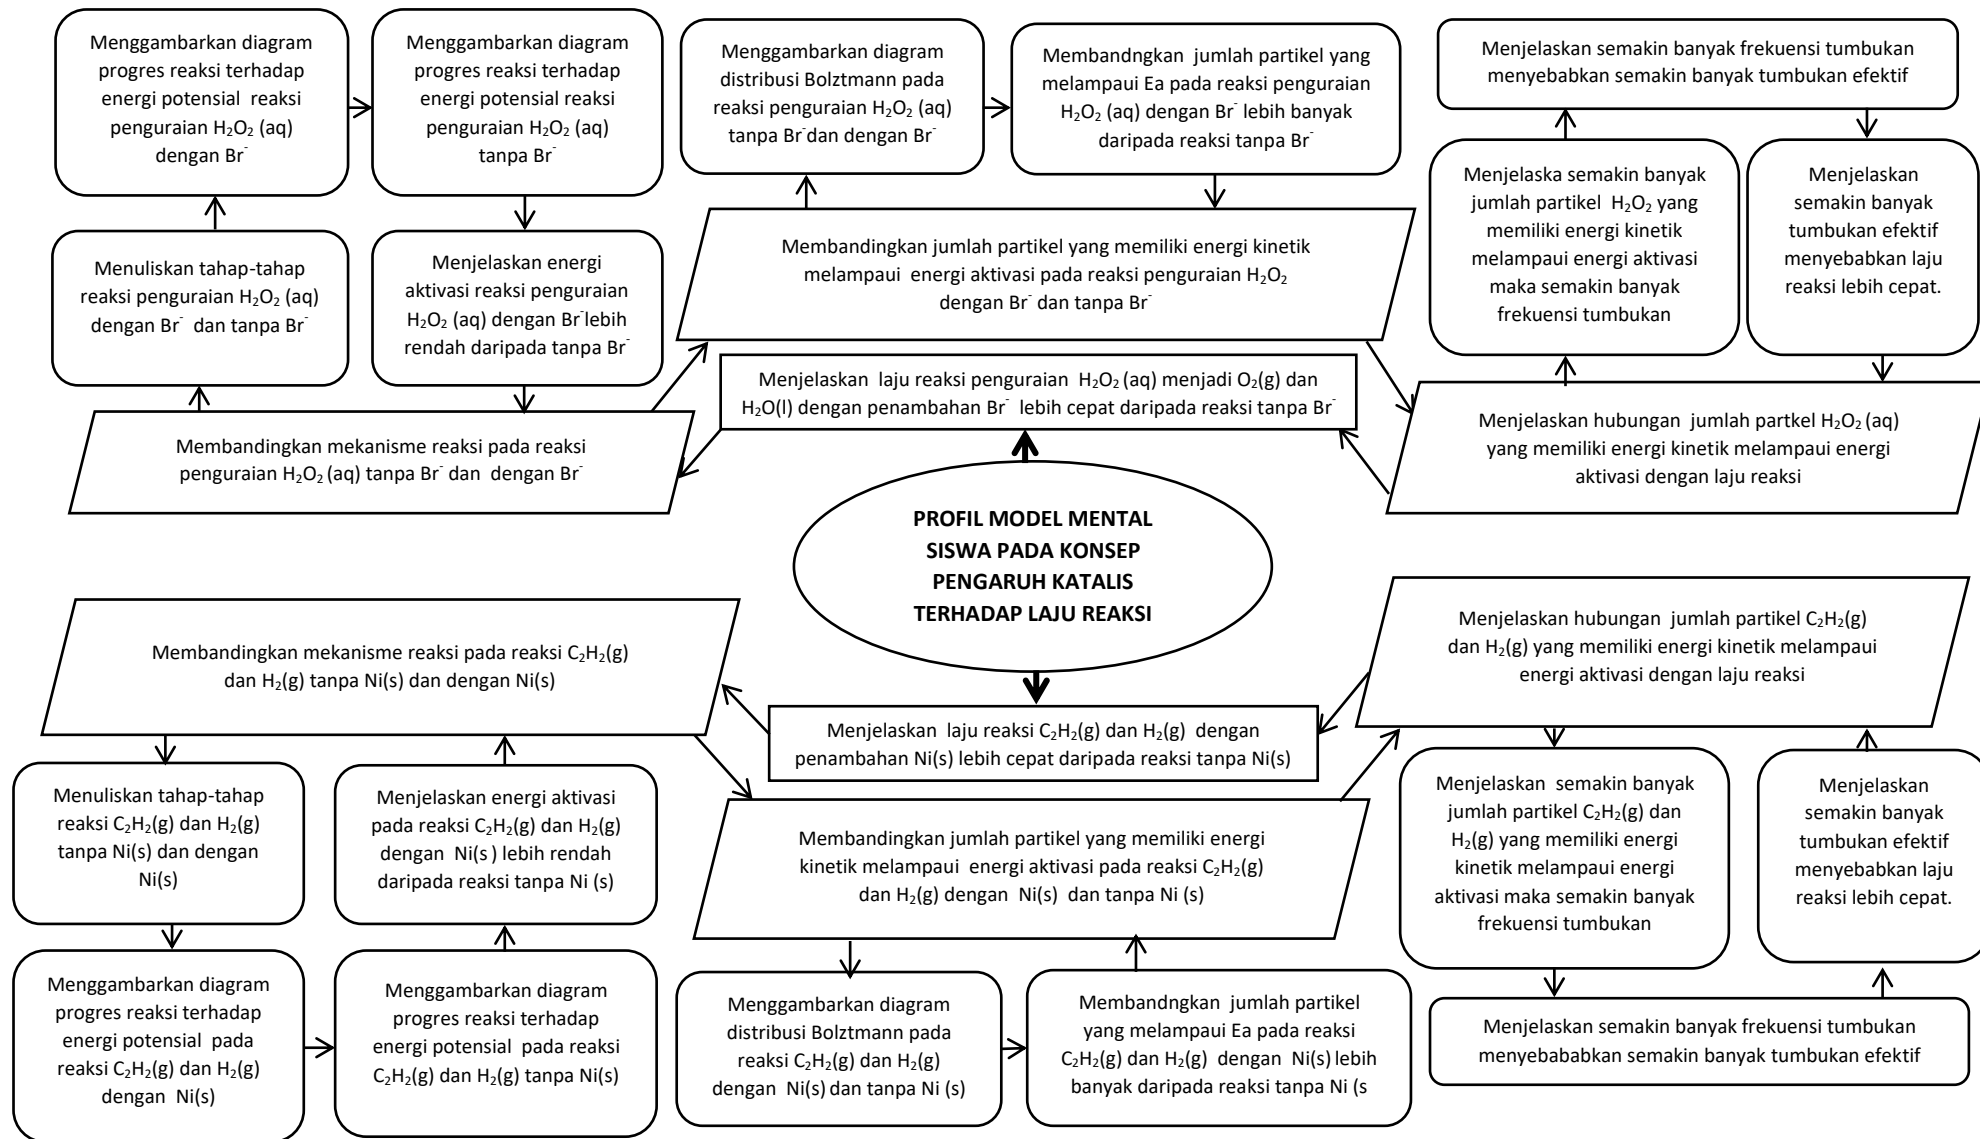 Menggambarkan diagram
progres reaksi terhadap
energi potensial reaksi
penguraian H₂O₂ (aq)
dengan Br⁻
Menggambarkan diagram
progres reaksi terhadap
energi potensial reaksi
penguraian H₂O₂ (aq)
tanpa Br⁻
Menggambarkan diagram
distribusi Bolztmann pada
reaksi penguraian H₂O₂ (aq)
tanpa Br⁻dan dengan Br⁻
Membandngkan jumlah partikel yang
melampaui Ea pada reaksi penguraian
H₂O₂ (aq) dengan Br⁻ lebih banyak
daripada reaksi tanpa Br⁻
Menjelaskan semakin banyak frekuensi tumbukan
menyebabkan semakin banyak tumbukan efektif
Menuliskan tahap-tahap
reaksi penguraian H₂O₂ (aq)
dengan Br⁻ dan tanpa Br⁻
Menjelaskan energi
aktivasi reaksi penguraian
H₂O₂ (aq) dengan Br⁻lebih
rendah daripada tanpa Br⁻
Membandingkan jumlah partikel yang memiliki energi kinetik
melampaui energi aktivasi pada reaksi penguraian H₂O₂
dengan Br⁻ dan tanpa Br⁻
Menjelaska semakin banyak
jumlah partikel H₂O₂ yang
memiliki energi kinetik
melampaui energi aktivasi
maka semakin banyak
frekuensi tumbukan
Menjelaskan
semakin banyak
tumbukan efektif
menyebabkan laju
reaksi lebih cepat.
Menjelaskan laju reaksi penguraian H₂O₂ (aq) menjadi O₂(g) dan
H₂O(l) dengan penambahan Br⁻ lebih cepat daripada reaksi tanpa Br⁻
Membandingkan mekanisme reaksi pada reaksi
penguraian H₂O₂ (aq) tanpa Br⁻ dan dengan Br⁻
Menjelaskan hubungan jumlah partkel H₂O₂ (aq)
yang memiliki energi kinetik melampaui energi
aktivasi dengan laju reaksi
PROFIL MODEL MENTAL
SISWA PADA KONSEP
PENGARUH KATALIS
TERHADAP LAJU REAKSI
Membandingkan mekanisme reaksi pada reaksi C₂H₂(g)
dan H₂(g) tanpa Ni(s) dan dengan Ni(s)
Menjelaskan hubungan jumlah partikel C₂H₂(g)
dan H₂(g) yang memiliki energi kinetik melampaui
energi aktivasi dengan laju reaksi
Menjelaskan laju reaksi C₂H₂(g) dan H₂(g) dengan
penambahan Ni(s) lebih cepat daripada reaksi tanpa Ni(s)
Menuliskan tahap-tahap
reaksi C₂H₂(g) dan H₂(g)
tanpa Ni(s) dan dengan
Ni(s)
Menjelaskan energi aktivasi
pada reaksi C₂H₂(g) dan H₂(g)
dengan Ni(s ) lebih rendah
daripada reaksi tanpa Ni (s)
Membandingkan jumlah partikel yang memiliki energi
kinetik melampaui energi aktivasi pada reaksi C₂H₂(g)
dan H₂(g) dengan Ni(s) dan tanpa Ni (s)
Menjelaskan semakin banyak
jumlah partikel C₂H₂(g) dan
H₂(g) yang memiliki energi
kinetik melampaui energi
aktivasi maka semakin banyak
frekuensi tumbukan
Menjelaskan
semakin banyak
tumbukan efektif
menyebabkan laju
reaksi lebih cepat.
Menggambarkan diagram
progres reaksi terhadap
energi potensial pada
reaksi C₂H₂(g) dan H₂(g)
dengan Ni(s)
Menggambarkan diagram
progres reaksi terhadap
energi potensial pada reaksi
C₂H₂(g) dan H₂(g) tanpa Ni(s)
Menggambarkan diagram
distribusi Bolztmann pada
reaksi C₂H₂(g) dan H₂(g)
dengan Ni(s) dan tanpa Ni (s)
Membandngkan jumlah partikel
yang melampaui Ea pada reaksi
C₂H₂(g) dan H₂(g) dengan Ni(s) lebih
banyak daripada reaksi tanpa Ni (s
Menjelaskan semakin banyak frekuensi tumbukan
menyebababkan semakin banyak tumbukan efektif